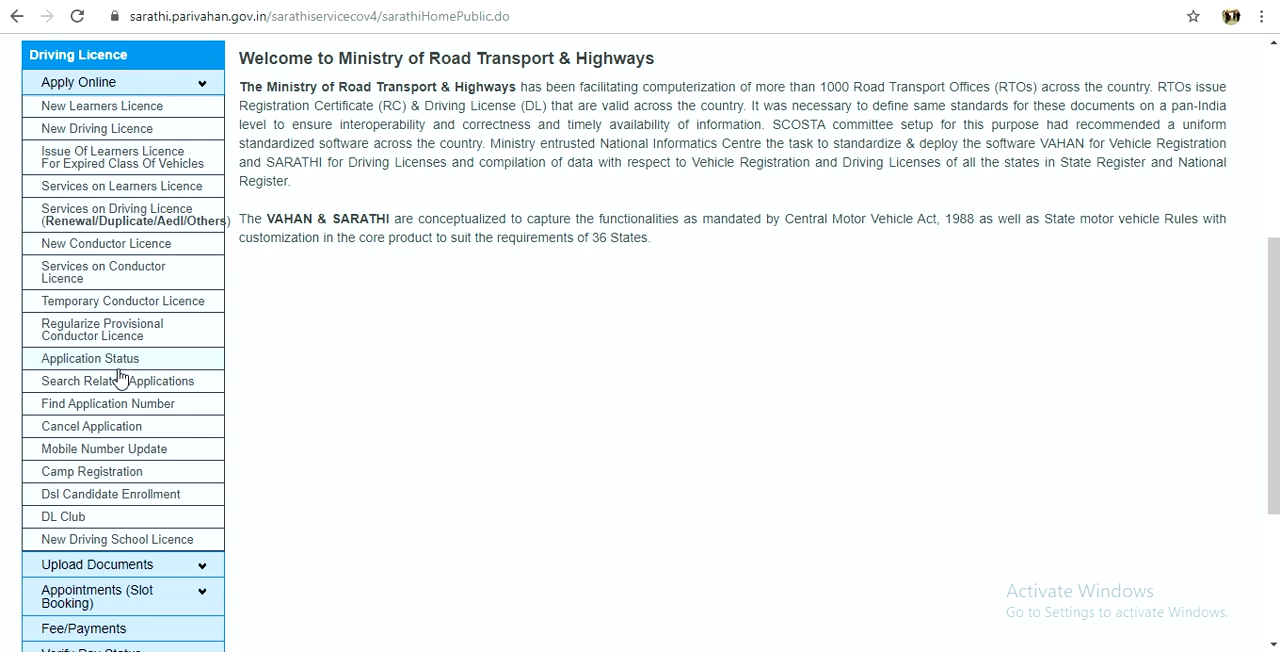 sarathi.parivahan.gov.in/sarathiservicecov4/sarathiHomePublic.do
Driving Licence
Apply Online
New Learners Licence
New Driving Licence
Issue Of Learners Licence
For Expired Class Of Vehicles
Services on Learners Licence
Services on Driving Licence
(Renewal/Duplicate/Aedl/Others)
New Conductor Licence
Services on Conductor
Licence
Temporary Conductor Licence
Regularize Provisional
Conductor Licence
Application Status
Search Applications
Find Application Number
Cancel Application
Mobile Number Update
Camp Registration
Dsl Candidate Enrollment
DL Club
New Driving School Licence
Upload Documents
Appointments (Slot
Booking)
Fee/Payments
Verify Pay Status
Welcome to Ministry of Road Transport & Highways
The Ministry of Road Transport & Highways has been facilitating computerization of more than 1000 Road Transport Offices (RTOs) across the country. RTOs issue
Registration Certificate (RC) & Driving License (DL) that are valid across the country. It was necessary to define same standards for these documents on a pan-India
level to ensure interoperability and correctness and timely availability of information. SCOSTA committee setup for this purpose had recommended a uniform
standardized software across the country. Ministry entrusted National Informatics Centre the task to standardize & deploy the software VAHAN for Vehicle Registration
and SARATHI for Driving Licenses and compilation of data with respect to Vehicle Registration and Driving Licenses of all the states in State Register and National
Register.
The VAHAN & SARATHI are conceptualized to capture the functionalities as mandated by Central Motor Vehicle Act, 1988 as well as State motor vehicle Rules with
customization in the core product to suit the requirements of 36 States.
Activate Windows
Go to Settings to activate Windows.